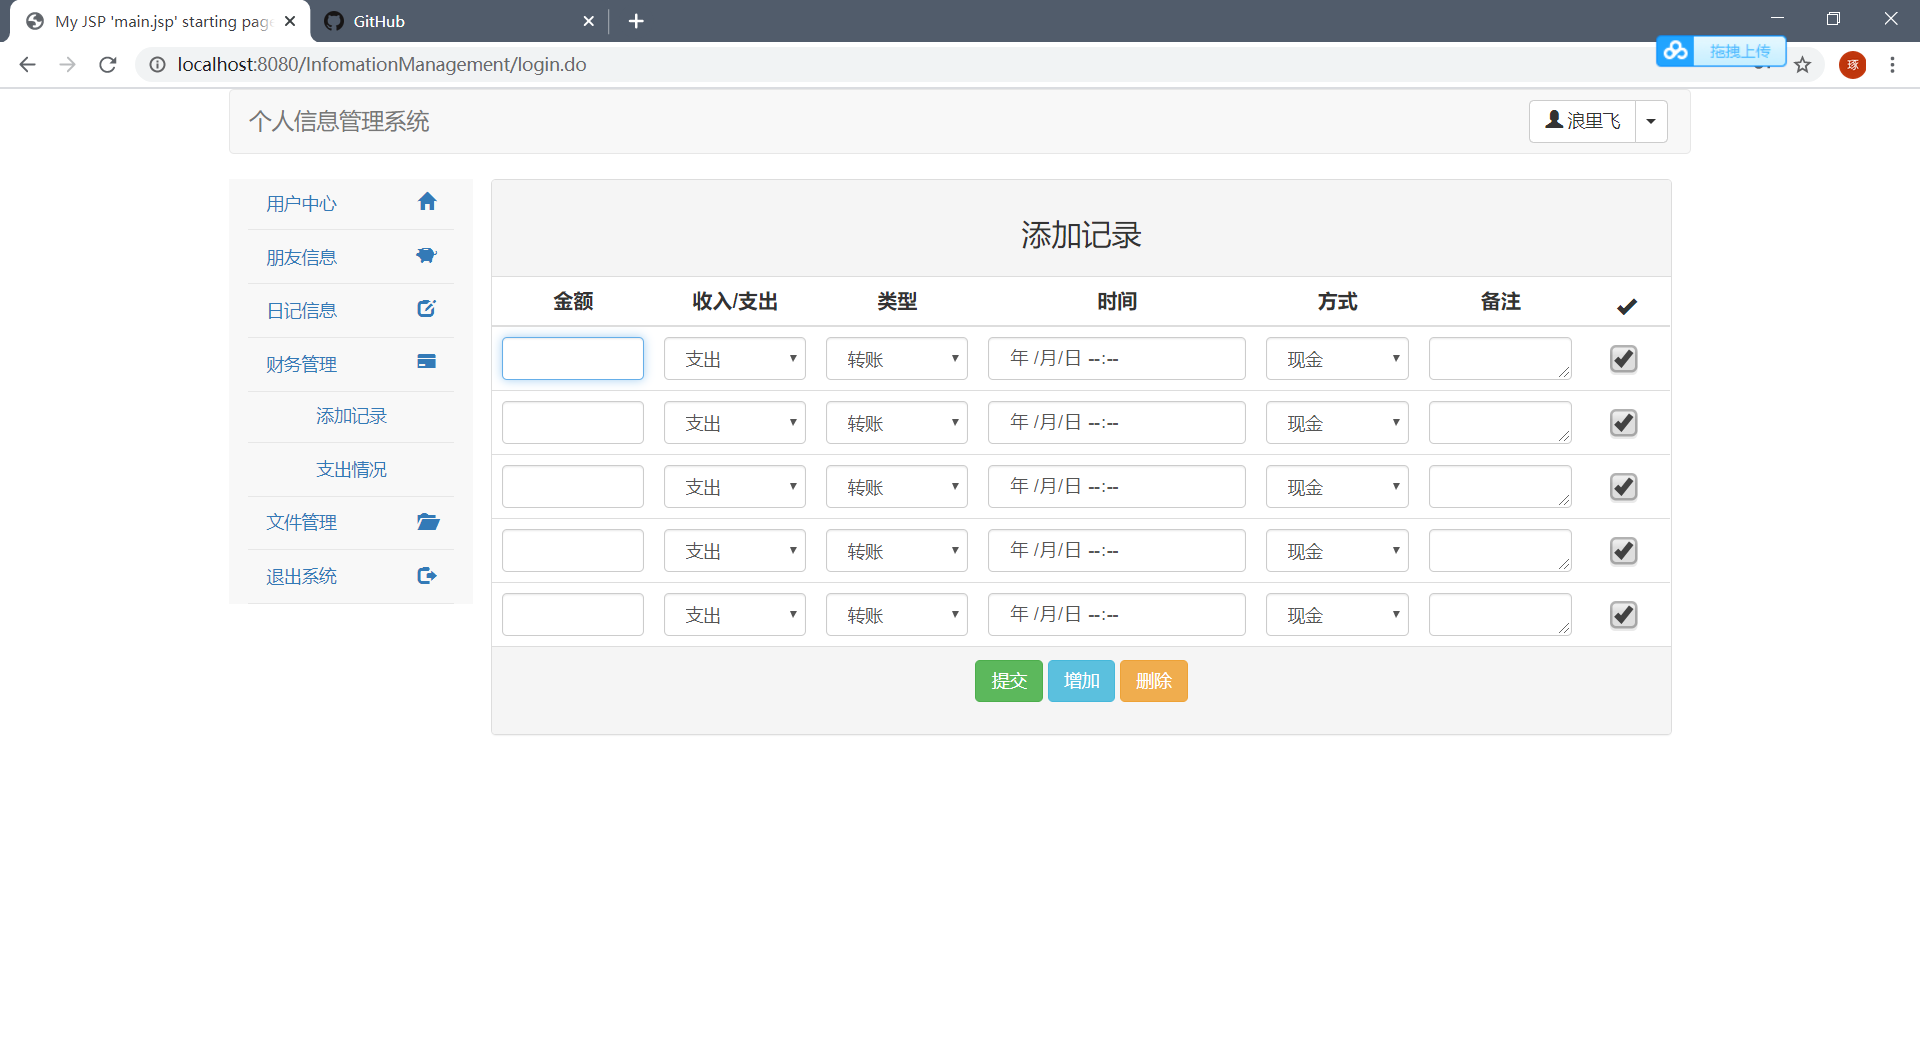 My JSP 'main.jsp' starting page
GitHub
localhost:8080/InfomationManagement/login.do
拖拽上传
琢
个人信息管理系统
浪里飞
用户中心
朋友信息
日记信息
财务管理
添加记录
支出情况
文件管理
退出系统
添加记录
金额 收入/支出 类型 时间 方式 备注
支出 转账 年 /月/日 --:-- 现金
支出 转账 年 /月/日 --:-- 现金
支出 转账 年 /月/日 --:-- 现金
支出 转账 年 /月/日 --:-- 现金
支出 转账 年 /月/日 --:-- 现金
提交 增加 删除